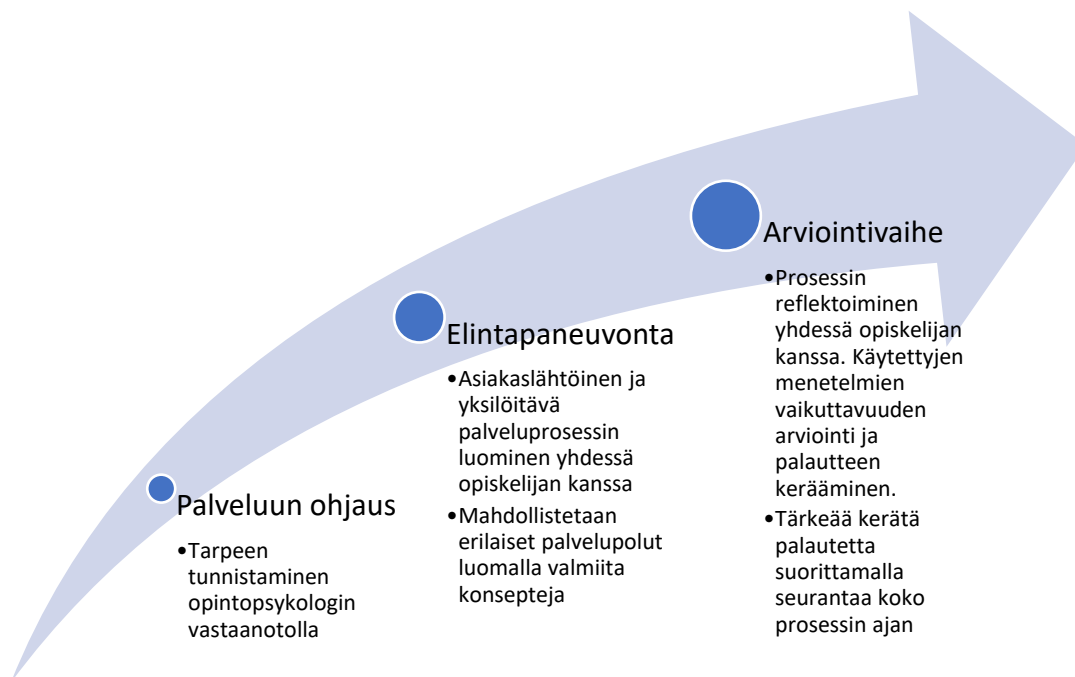 Palveluun ohjaus
•Tarpeen
tunnistaminen
opintopsykologin
vastaanotolla
Elintapaneuvonta
•Asiakaslähtöinen ja
yksilöitävä
palveluprosessin
luominen yhdessä
opiskelijan kanssa
•Mahdollistetaan
erilaiset palvelupolut
luomalla valmiita
konsepteja
Arviointivaihe
•Prosessin
reflektoiminen
yhdessä opiskelijan
kanssa. Käytettyjen
menetelmien
vaikuttavuuden
arviointi ja
palautteen
kerääminen.
•Tärkeää kerätä
palautetta
suorittamalla
seurantaa koko
prosessin ajan